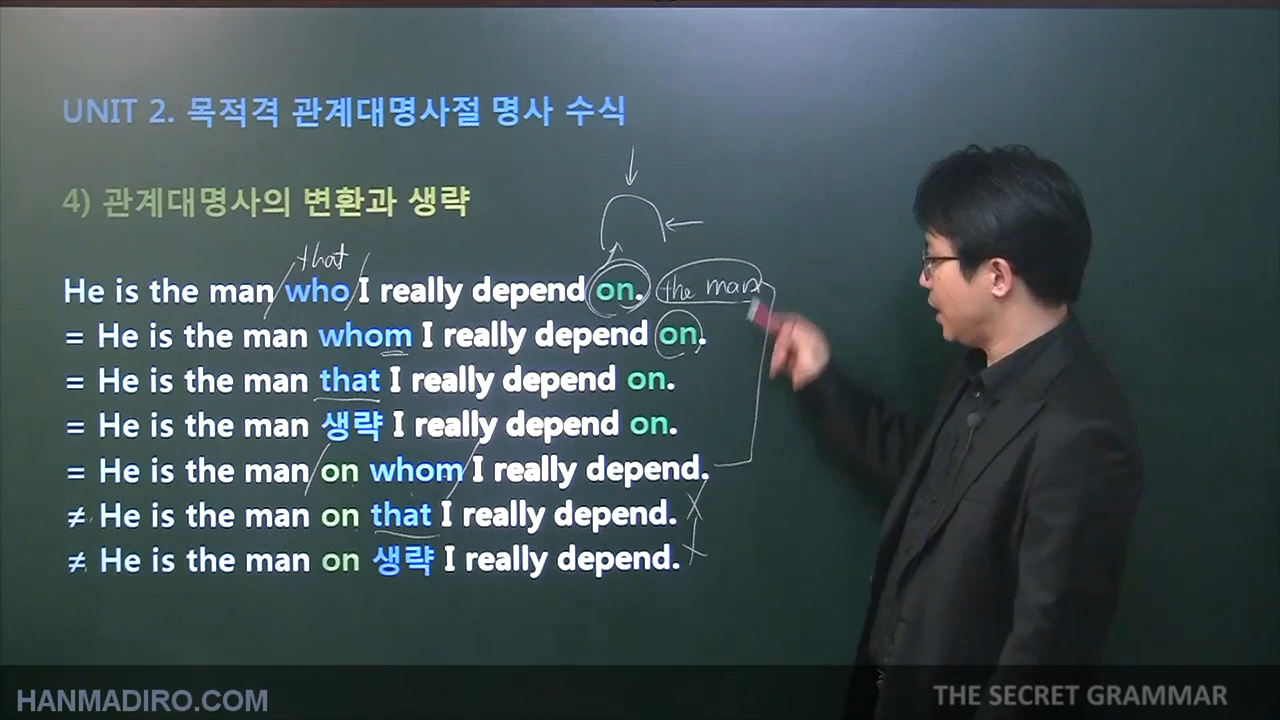 UNIT 2. 목적격 관계대명사절 명사 수식
4) 관계대명사의 변환과 생략
that
He is the man who I really depend on. the man
= He is the man whom I really depend on.
= He is the man that I really depend on.
= He is the man 생략 I really depend on.
= He is the man on whom I really depend.
≠ He is the man on that I really depend. X
≠ He is the man on 생략 I really depend. X
HANMADIRO.COM
THE SECRET GRAMMAR